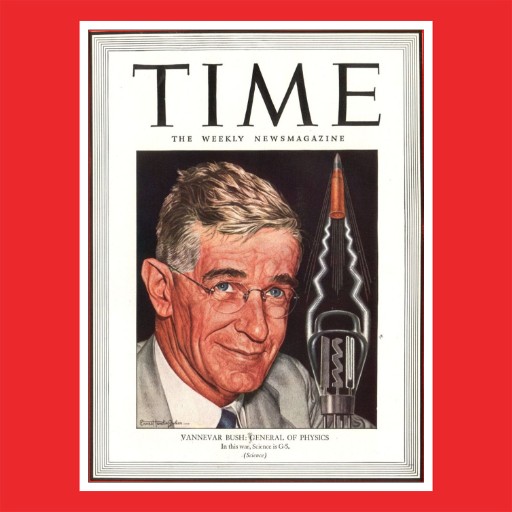 TIME
THE WEEKLY NEWSMAGAZINE
VANNEVAR BUSH: GENERAL OF PHYSICS
In this war, Science is G-5.
(Science)